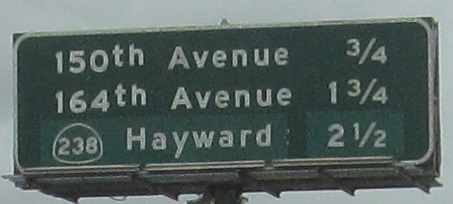 150th Avenue 3/4
164th Avenue 1 3/4
238 Hayward 2 1/2